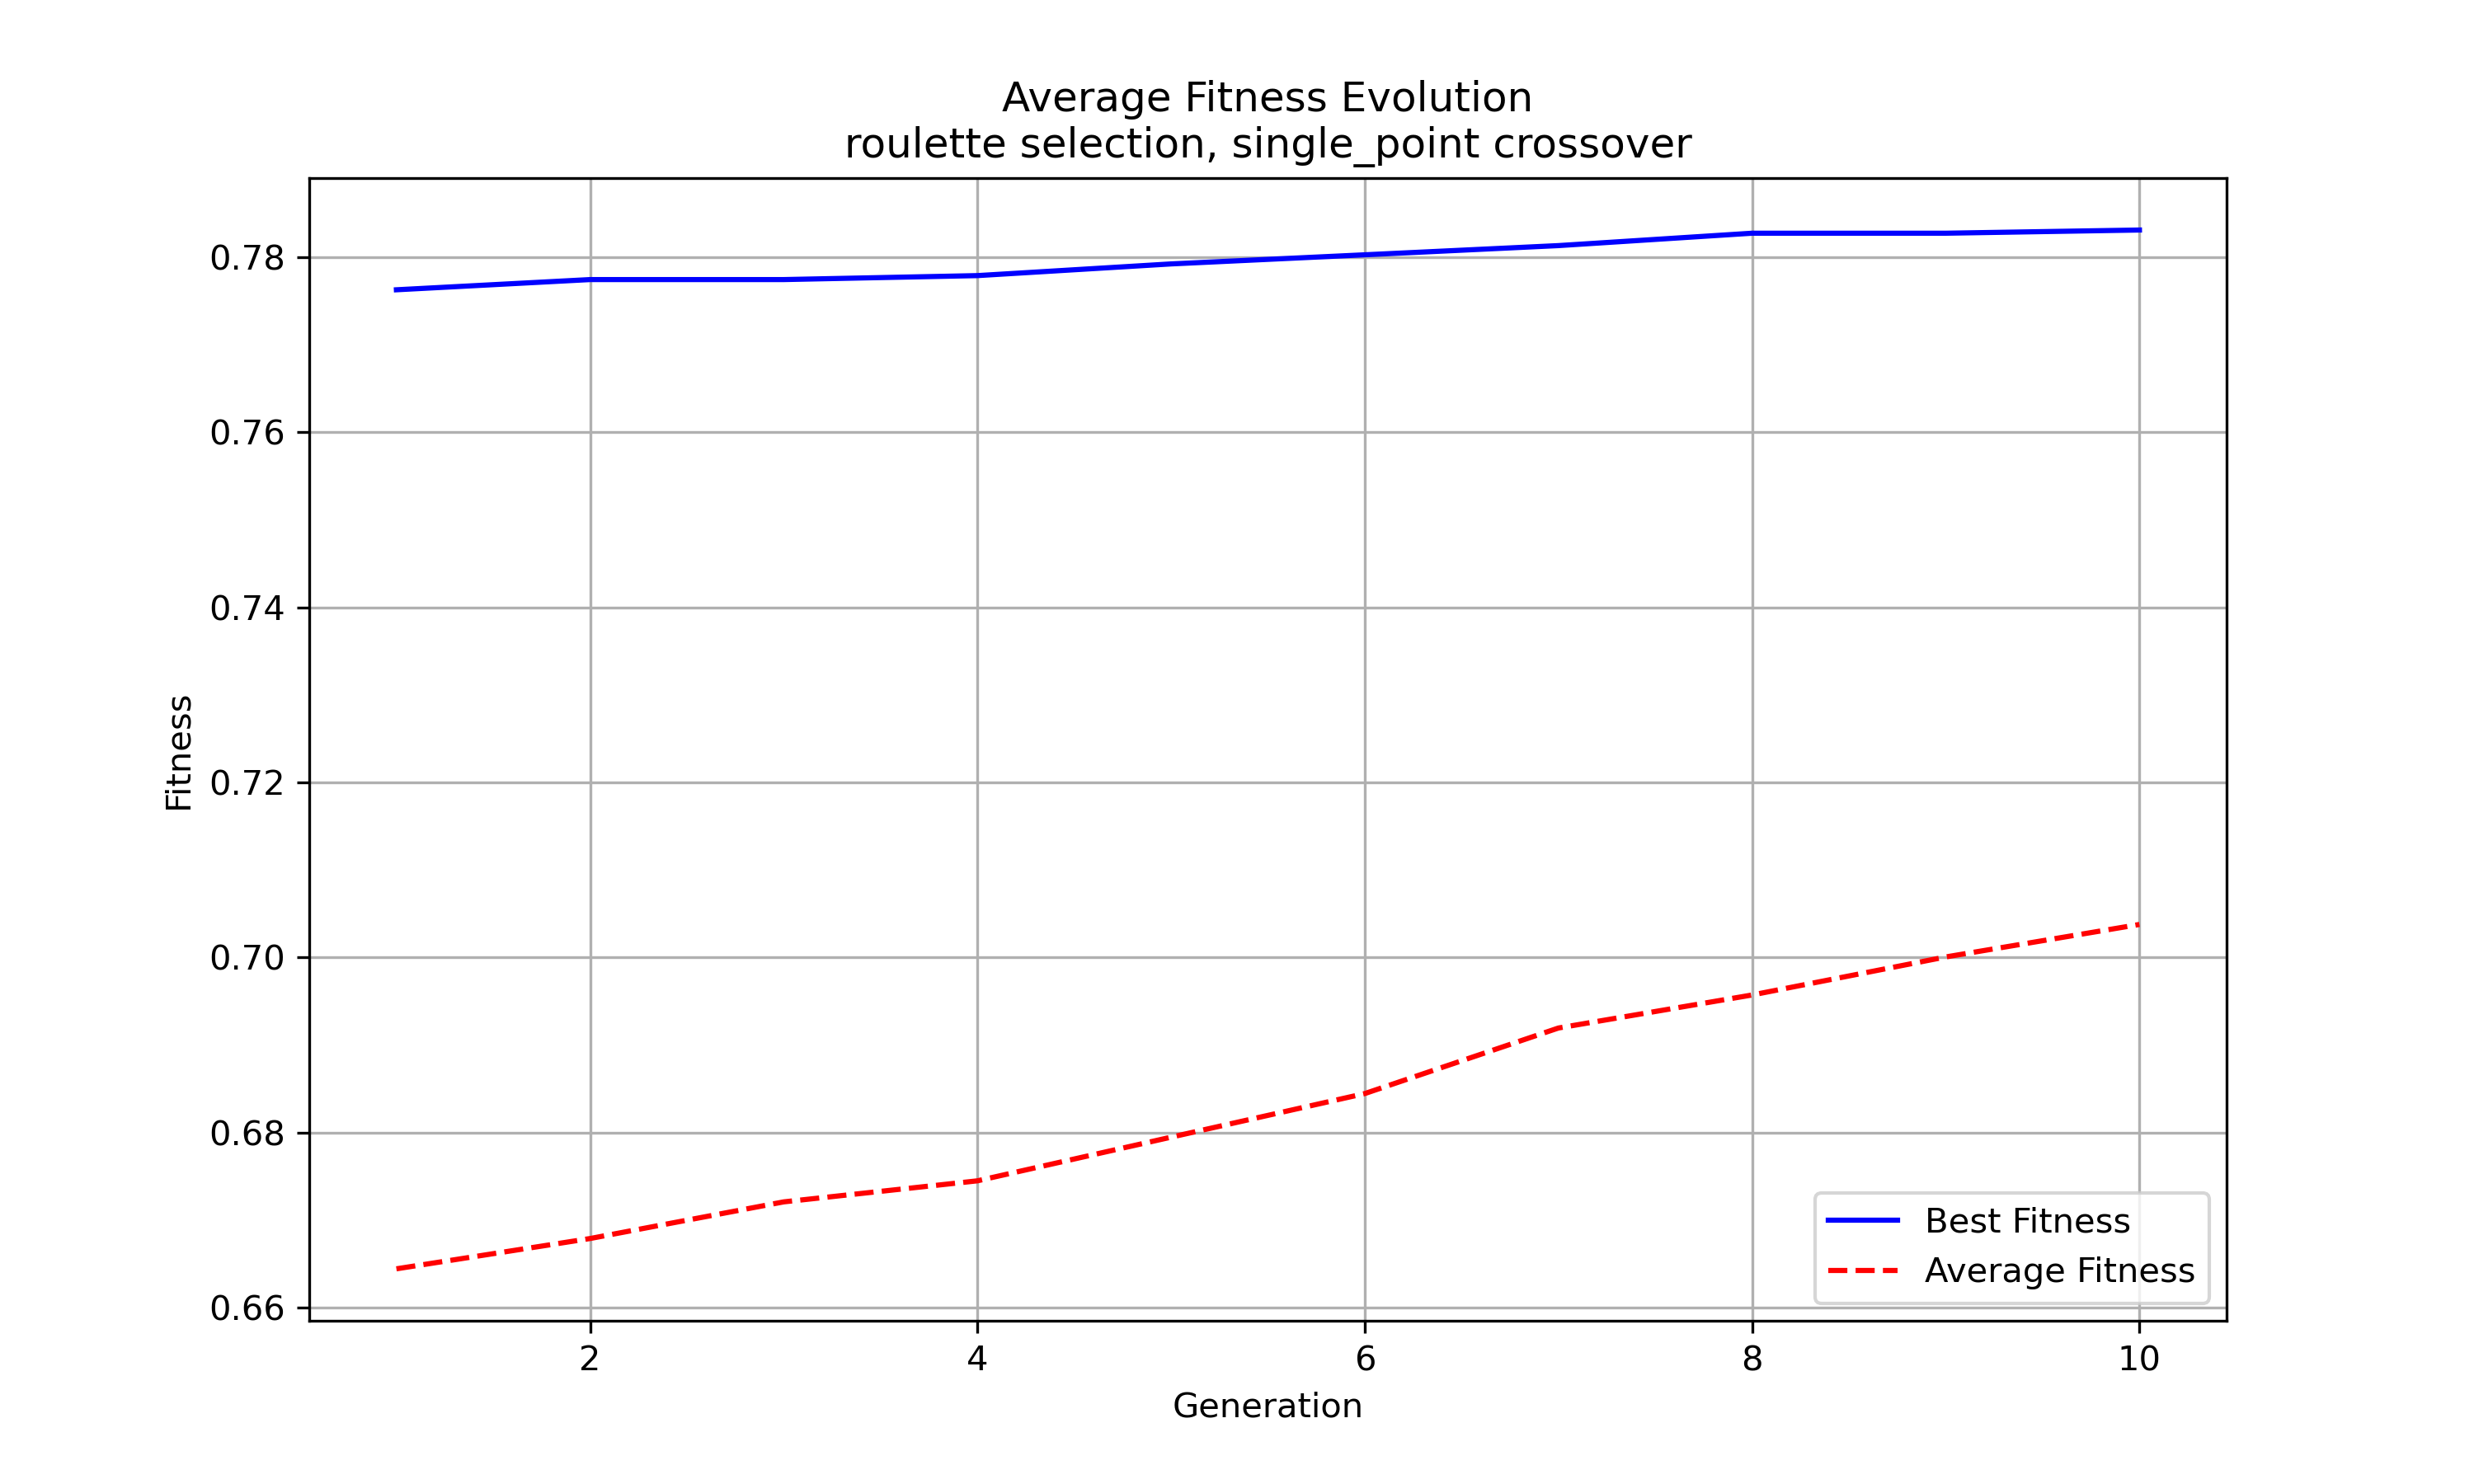 Average Fitness Evolution
roulette selection, single_point crossover
0.78
0.76
0.74
0.72
0.70
0.68
0.66
Fitness
Best Fitness
Average Fitness
2 4 6 8 10
Generation